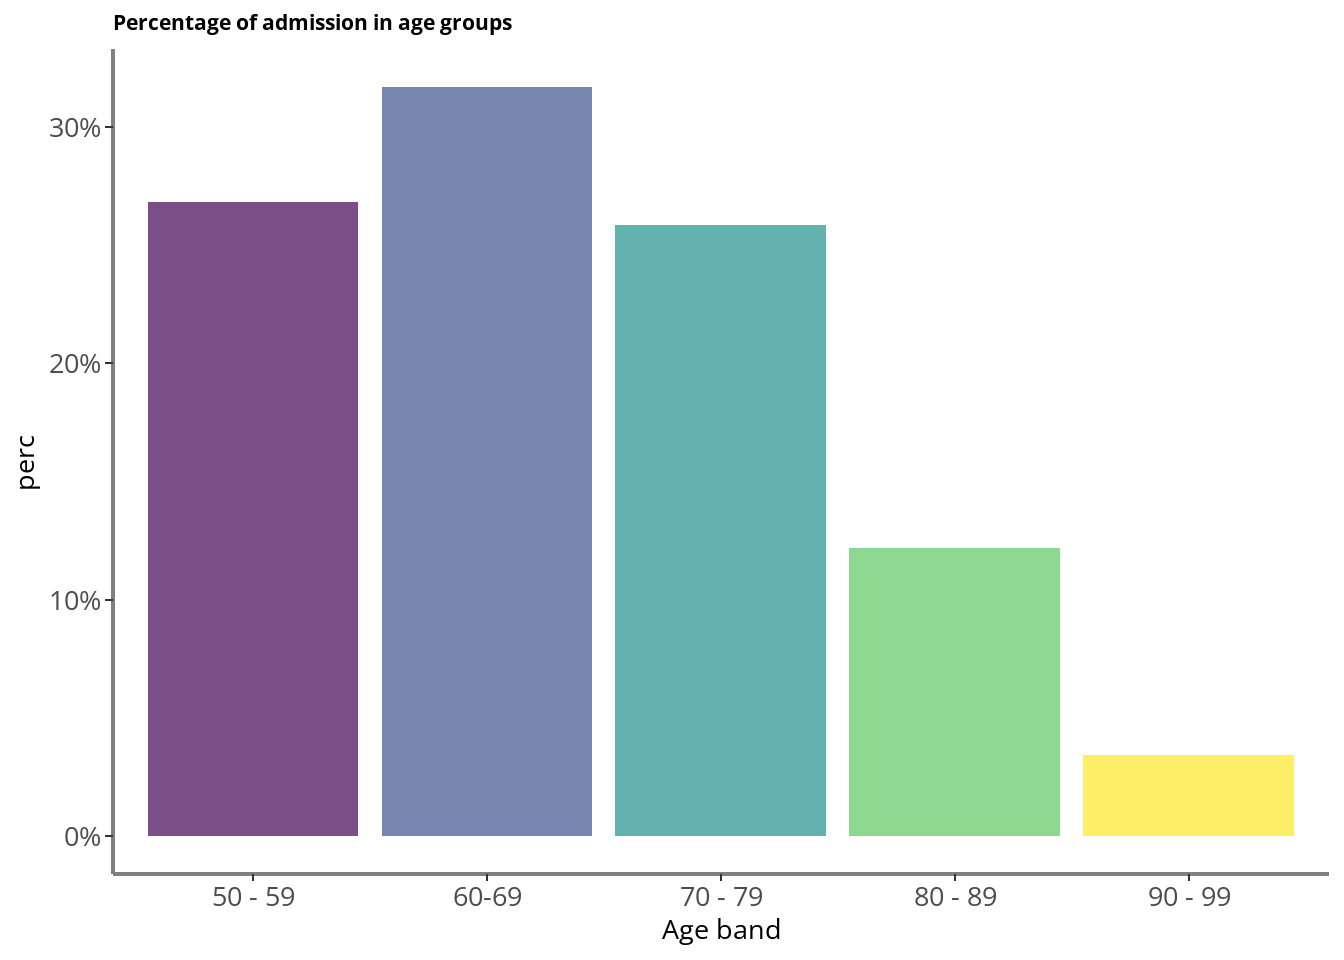 Percentage of admission in age groups
30%
20%
10%
0%
perc
50 - 59
60-69
70 - 79
80 - 89
90 - 99
Age band